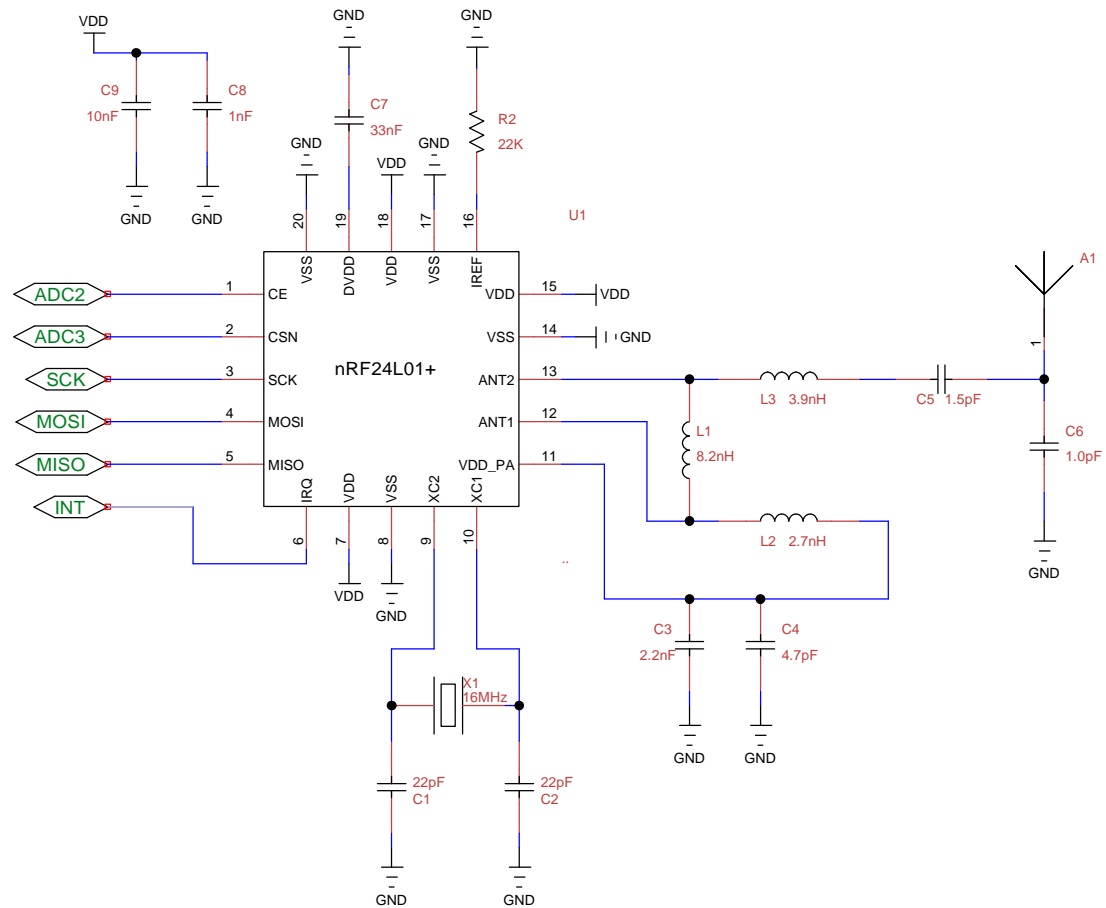 VDD
C9
10nF
C8
1nF
GND
GND
GND
C7
33nF
GND
R2
22K
GND
VDD
GND
20
19
18
17
16
U1
VSS
DVDD
VDD
VSS
IREF
ADC2
1
CE
ADC3
2
CSN
SCK
3
SCK
MOSI
4
MOSI
MISO
5
MISO
INT
nRF24L01+
VDD
15
VDD
VSS
14
GND
ANT2
13
ANT1
12
VDD_PA
11
IRQ
VDD
VSS
XC2
XC1
6
7
8
9
10
VDD
GND
..
L3 3.9nH
C5 1.5pF
A1
1
L1
8.2nH
C6
1.0pF
GND
L2 2.7nH
C3
2.2nF
C4
4.7pF
GND
GND
X1
16MHz
22pF
C1
22pF
C2
GND
GND